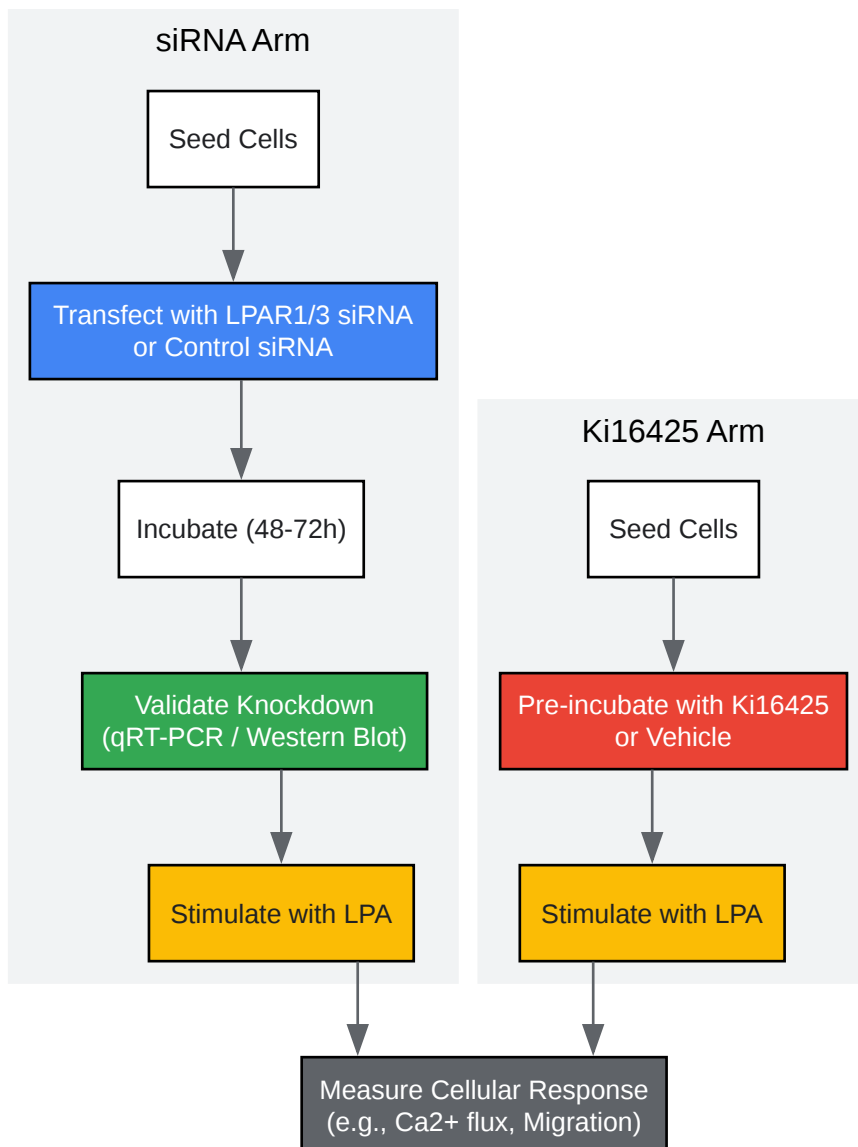 siRNA Arm
Seed Cells
Transfect with LPAR1/3 siRNA
or Control siRNA
Incubate (48-72h)
Validate Knockdown
(qRT-PCR / Western Blot)
Stimulate with LPA
Ki16425 Arm
Seed Cells
Pre-incubate with Ki16425
or Vehicle
Stimulate with LPA
Measure Cellular Response
(e.g., Ca2+ flux, Migration)